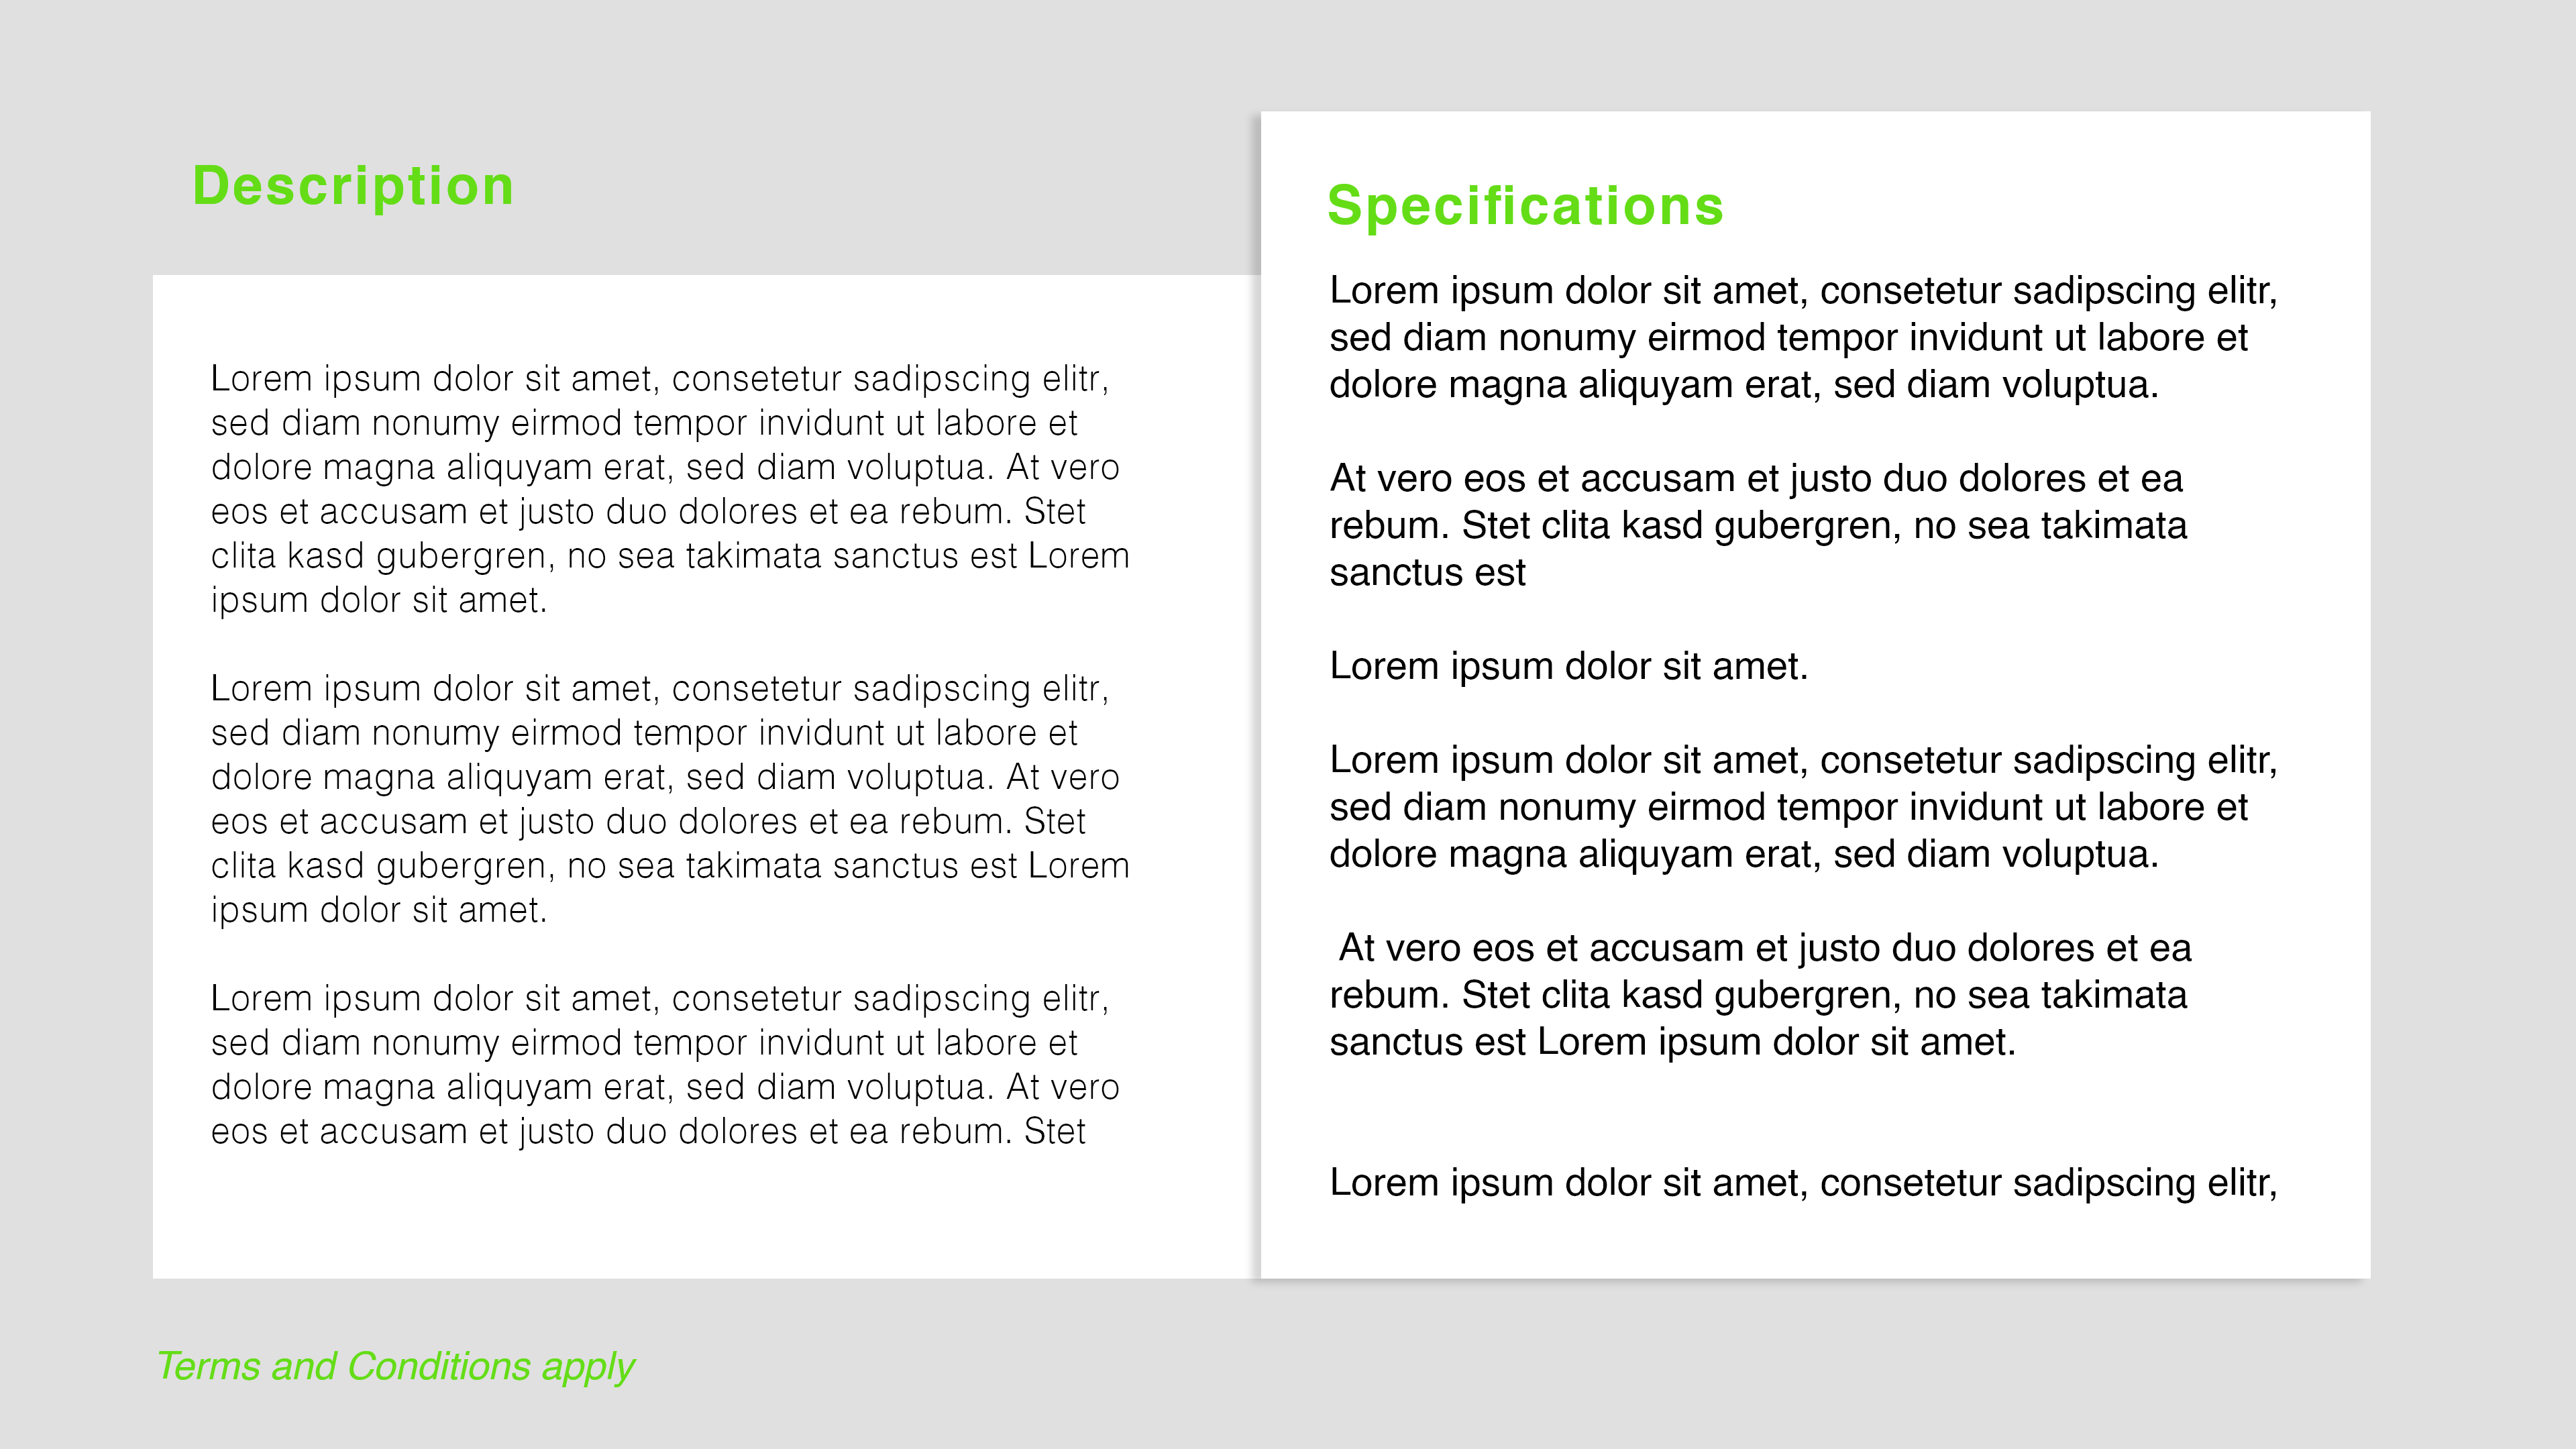 Description
Lorem ipsum dolor sit amet, consetetur sadipscing elitr,
sed diam nonumy eirmod tempor invidunt ut labore et
dolore magna aliquyam erat, sed diam voluptua. At vero
eos et accusam et justo duo dolores et ea rebum. Stet
clita kasd gubergren, no sea takimata sanctus est Lorem
ipsum dolor sit amet.
Lorem ipsum dolor sit amet, consetetur sadipscing elitr,
sed diam nonumy eirmod tempor invidunt ut labore et
dolore magna aliquyam erat, sed diam voluptua. At vero
eos et accusam et justo duo dolores et ea rebum. Stet
clita kasd gubergren, no sea takimata sanctus est Lorem
ipsum dolor sit amet.
Lorem ipsum dolor sit amet, consetetur sadipscing elitr,
sed diam nonumy eirmod tempor invidunt ut labore et
dolore magna aliquyam erat, sed diam voluptua. At vero
eos et accusam et justo duo dolores et ea rebum. Stet
Specifications
Lorem ipsum dolor sit amet, consetetur sadipscing elitr,
sed diam nonumy eirmod tempor invidunt ut labore et
dolore magna aliquyam erat, sed diam voluptua.
At vero eos et accusam et justo duo dolores et ea
rebum. Stet clita kasd gubergren, no sea takimata
sanctus est
Lorem ipsum dolor sit amet.
Lorem ipsum dolor sit amet, consetetur sadipscing elitr,
sed diam nonumy eirmod tempor invidunt ut labore et
dolore magna aliquyam erat, sed diam voluptua.
At vero eos et accusam et justo duo dolores et ea
rebum. Stet clita kasd gubergren, no sea takimata
sanctus est Lorem ipsum dolor sit amet.
Lorem ipsum dolor sit amet, consetetur sadipscing elitr,
Terms and Conditions apply